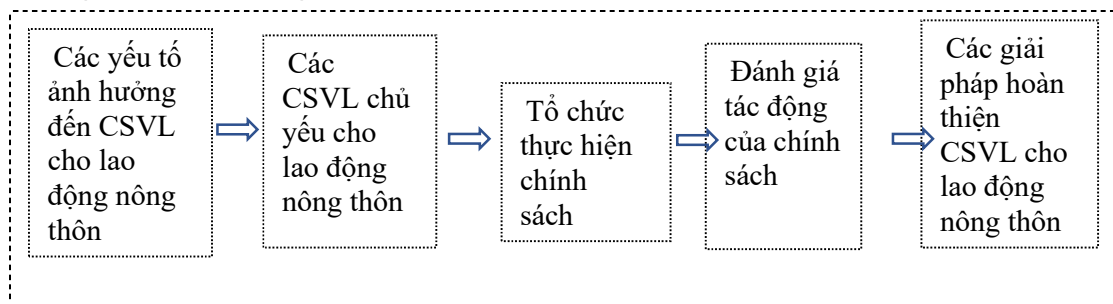 Các yếu tố
ảnh hưởng
đến CSVL
cho lao
động nông
thôn
Các
CSVL chủ
yếu cho
lao động
nông thôn
Tổ chức
thực hiện
chính
sách
Đánh giá
tác động
của chính
sách
Các giải
pháp hoàn
thiện
CSVL cho
lao động
nông thôn